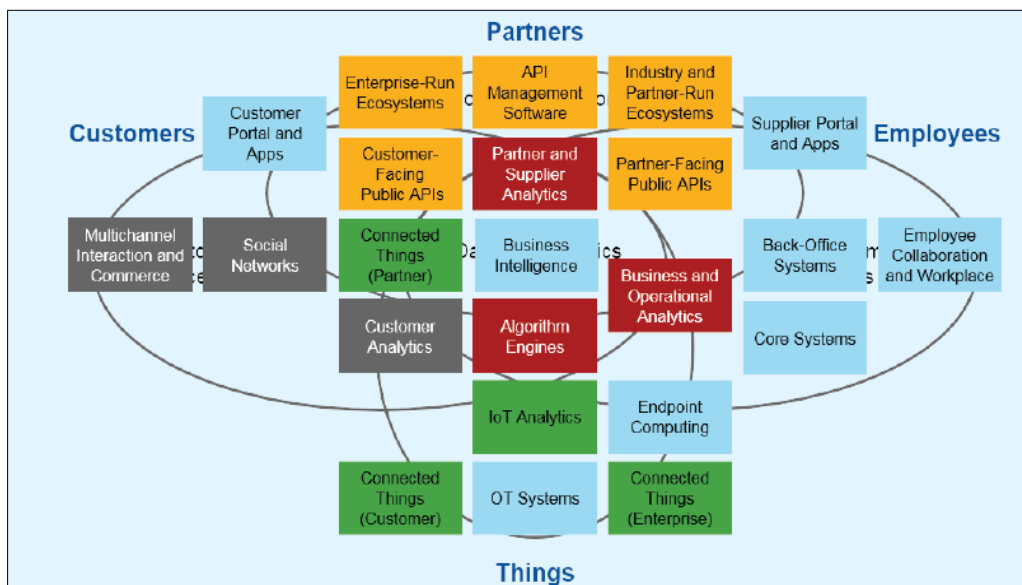 Partners
Enterprise-Run
Ecosystems
API
Management
Software
Industry and
Partner-Run
Ecosystems
Customers
Customer
Portal and
Apps
Supplier Portal
and Apps
Employees
Customer-
Facing
Public APIs
Partner and
Supplier
Analytics
Partner-Facing
Public APIs
Multichannel
Interaction and
Commerce
Social
Networks
Connected
Things
(Partner)
Business
Intelligence
Back-Office
Systems
Employee
Collaboration
and Workplace
Business and
Operational
Analytics
Customer
Analytics
Algorithm
Engines
Core Systems
IoT Analytics
Endpoint
Computing
Connected
Things
(Customer)
OT Systems
Connected
Things
(Enterprise)
Things